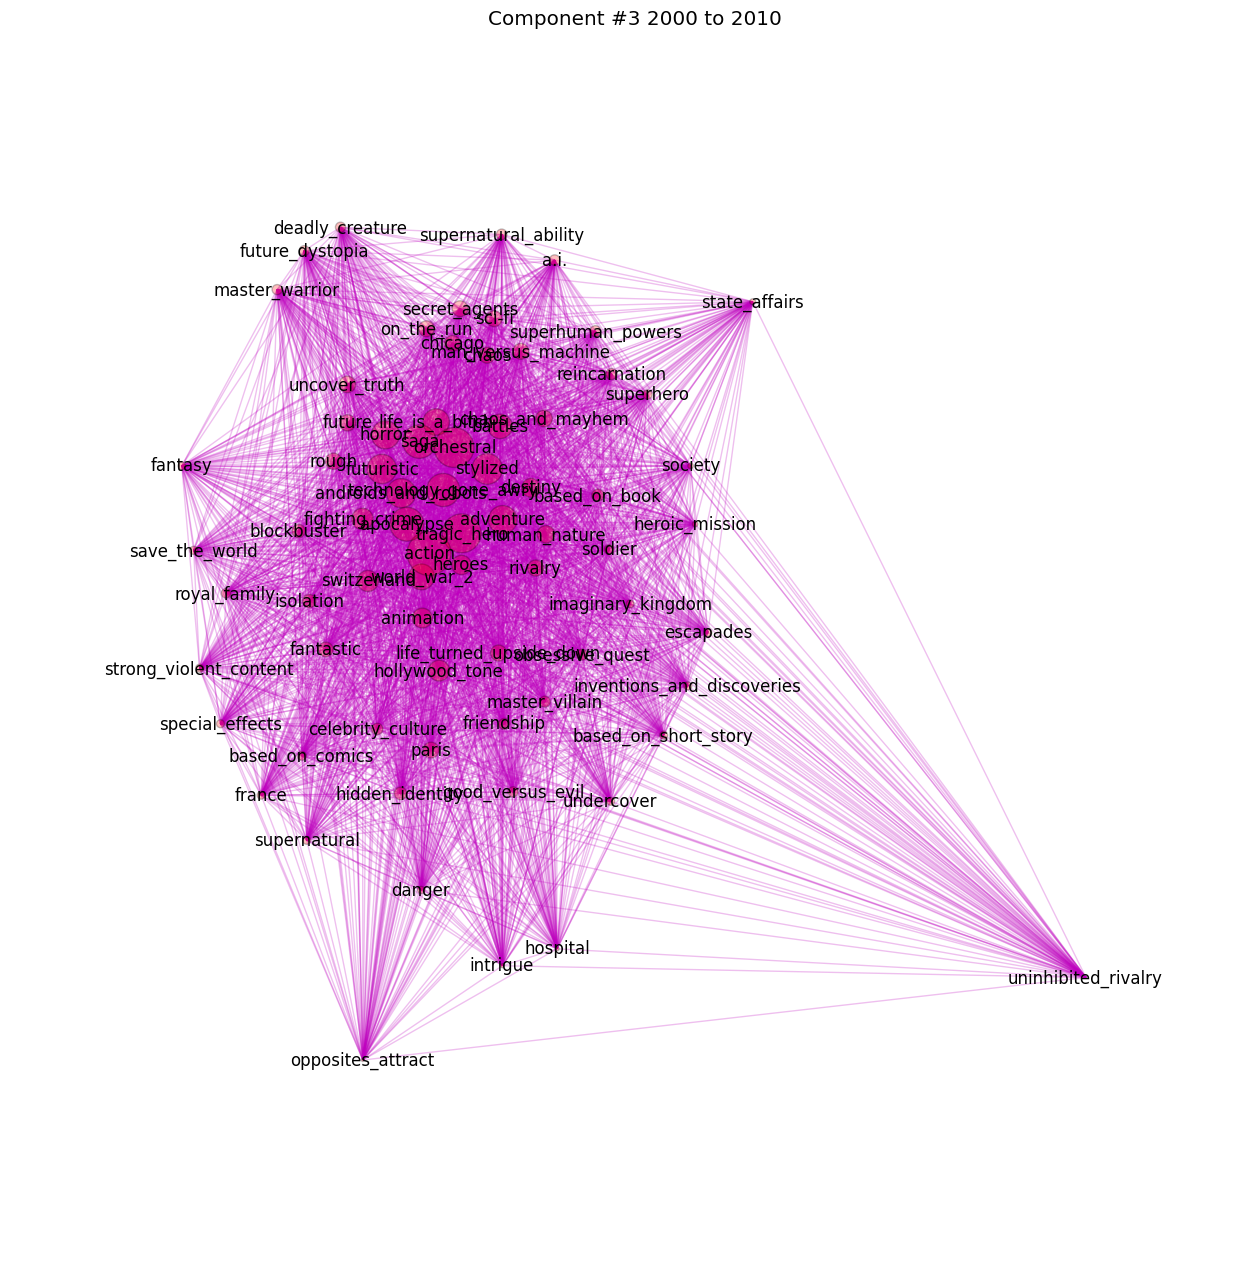 Component #3 2000 to 2010
deadly_creature
supernatural_ability
future_dystopia
a.i.
master_warrior
state_affairs
secret_agents
sci-fi
on_the_run
superhuman_powers
chicago
man_versus_machine
chaos
reincarnation
uncover_truth
superhero
future
life_is_a_bitch
chaos_and_mayhem
battles
horror
saga
orchestral
rough
fantasy
society
futuristic
stylized
destiny
technology_gone_awry
androids_and_robots
based_on_book
fighting_crime
adventure
apocalypse
heroic_mission
blockbuster
tragic_hero
human_nature
save_the_world
action
soldier
heroes
rivalry
switzerland
world_war_2
royal_family
isolation
imaginary_kingdom
animation
escapades
fantastic
life_turned_upside_down
obsessive_quest
strong_violent_content
hollywood_tone
inventions_and_discoveries
master_villain
special_effects
friendship
celebrity_culture
based_on_short_story
paris
based_on_comics
france
hidden_identity
good_versus_evil
undercover
supernatural
danger
hospital
intrigue
uninhibited_rivalry
opposites_attract